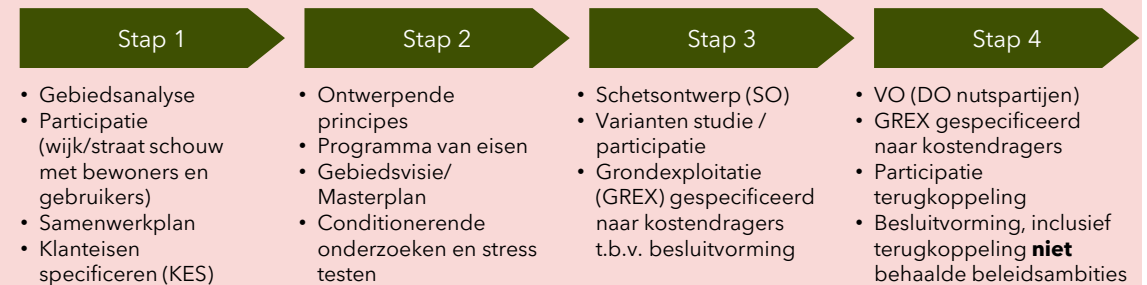 Stap 1
• Gebiedsanalyse
• Participatie
(wijk/straat schouw
met bewoners en
gebruikers)
• Samenwerkplan
• Klanteisen
specificeren (KES)
Stap 2
• Ontwerpende
principes
• Programma van eisen
• Gebiedsvisie/
Masterplan
• Conditionerende
onderzoeken en stress
testen
Stap 3
• Schetsontwerp (SO)
• Varianten studie /
participatie
• Grondexploitatie
(GREX) gespecificeerd
naar kostendragers
t.b.v. besluitvorming
Stap 4
• VO (DO nutspartijen)
• GREX gespecificeerd
naar kostendragers
• Participatie
terugkoppeling
• Besluitvorming, inclusief
terugkoppeling niet
behaalde beleidsambities